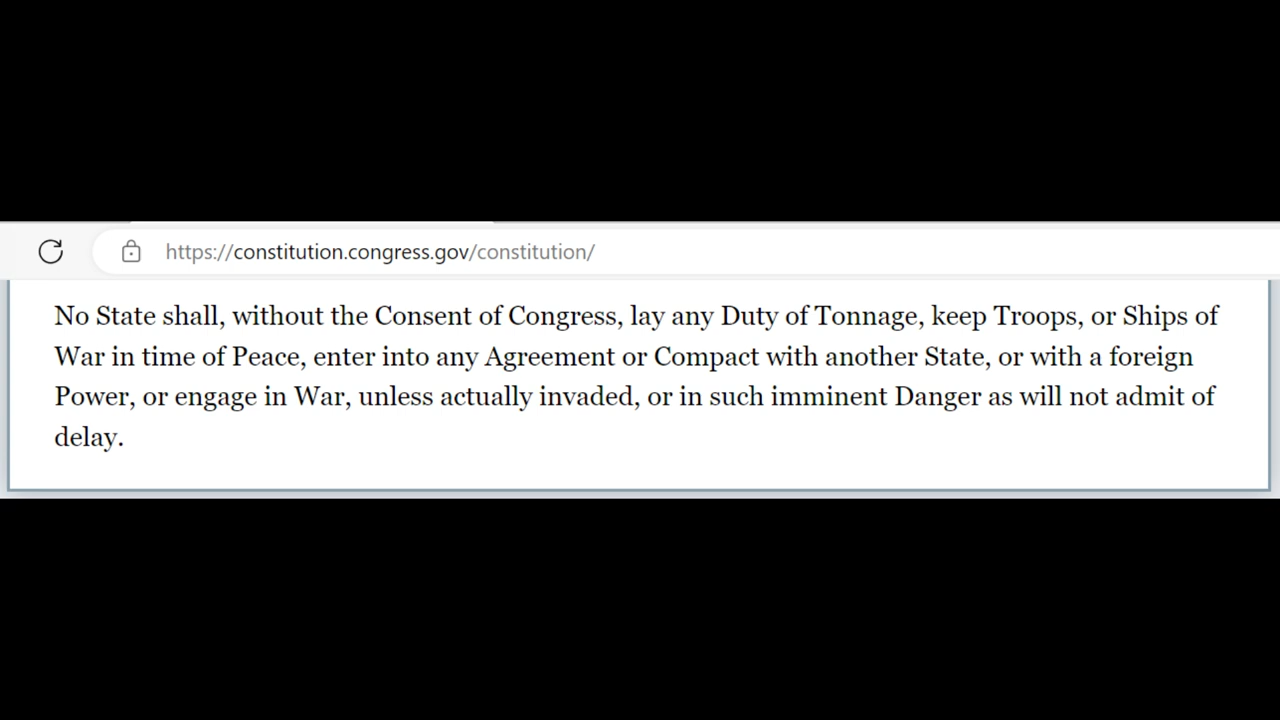 https://constitution.congress.gov/constitution/
No State shall, without the Consent of Congress, lay any Duty of Tonnage, keep Troops, or Ships of
War in time of Peace, enter into any Agreement or Compact with another State, or with a foreign
Power, or engage in War, unless actually invaded, or in such imminent Danger as will not admit of
delay.